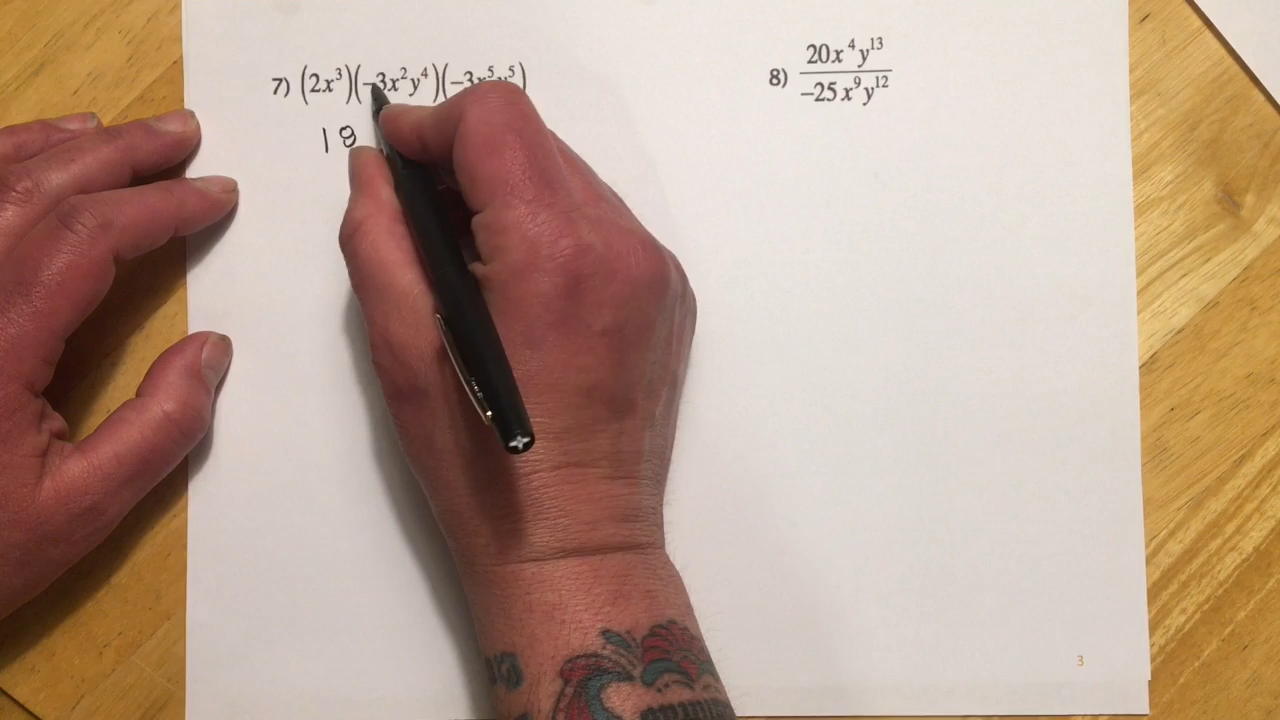 7) (2x³)(−3x²y⁴)(−3x⁵y⁵)
18
8) 20x⁴y¹³
−25x⁹y¹²
3